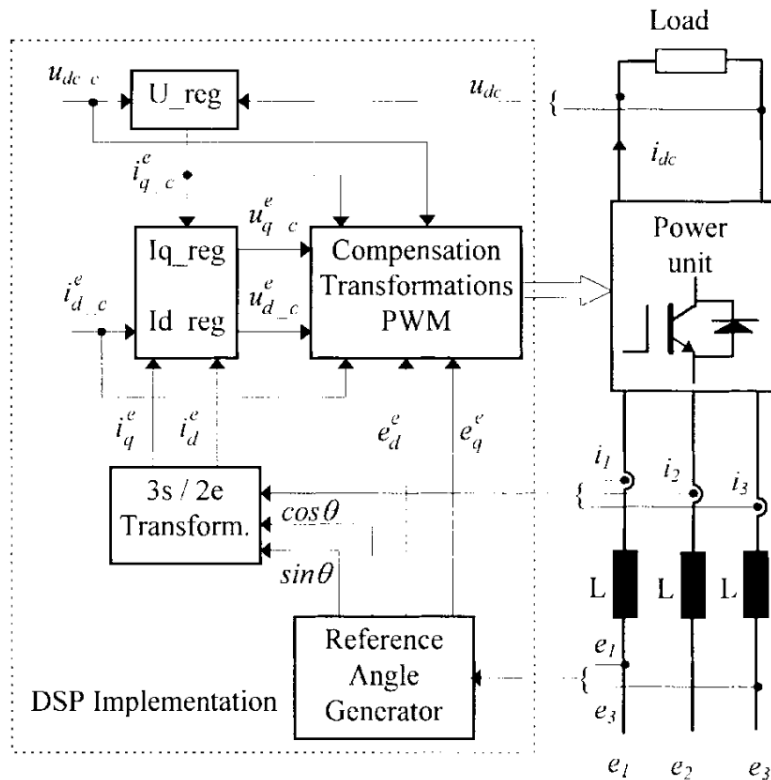 Load
u_dc_c
U_reg
u_dc
{
i_dc
i^e_q_c
u^e_q_c
Iq_reg
Id_reg
Compensation
Transformations
PWM
Power
unit
i^e_d_c
u^e_d_c
i^e_q
i^e_d
e^e_d
e^e_q
i_1
i_2
i_3
{
3s / 2e
Transform.
cosθ
sinθ
L
L
L
Reference
Angle
Generator
e_1
{
e_3
DSP Implementation
e_1
e_2
e_3